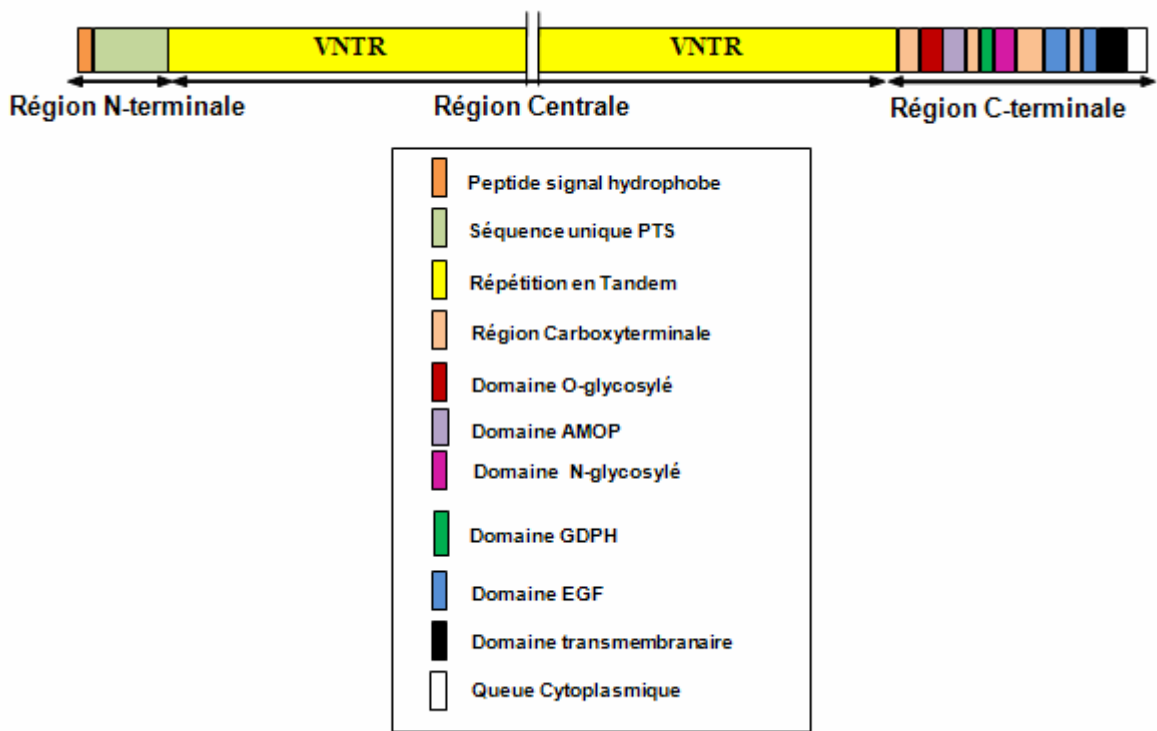 VNTR VNTR
Région N-terminale Région Centrale Région C-terminale
Peptide signal hydrophobe
Séquence unique PTS
Répétition en Tandem
Région Carboxyterminale
Domaine O-glycosylé
Domaine AMOP
Domaine N-glycosylé
Domaine GDPH
Domaine EGF
Domaine transmembranaire
Queue Cytoplasmique